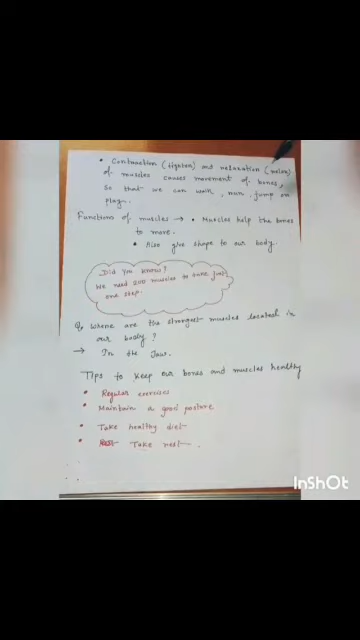 • Contraction (tighten) and relaxation (relax)
of muscles causes movement of bones,
so that we can walk, run, jump or
play.
Functions of muscles → • Muscles help the bones
to move.
• Also give shape to our body.
Did you know?
We need 200 muscles to take just
one step.
Q. Where are the strongest muscles located in
our body?
→ In the Jaw.
Tips to keep our bones and muscles healthy
• Regular exercises
• Maintain a good posture
• Take healthy diet
• Take rest.
InShOt